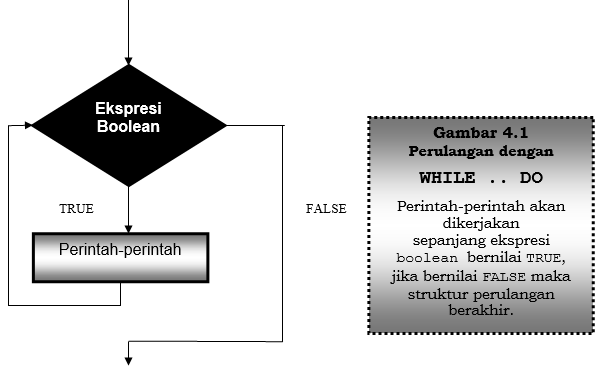 Ekspresi
Boolean
TRUE
FALSE
Perintah-perintah
Gambar 4.1
Perulangan dengan
WHILE .. DO
Perintah-perintah akan
dikerjakan
sepanjang ekspresi
boolean bernilai TRUE,
jika bernilai FALSE maka
struktur perulangan
berakhir.